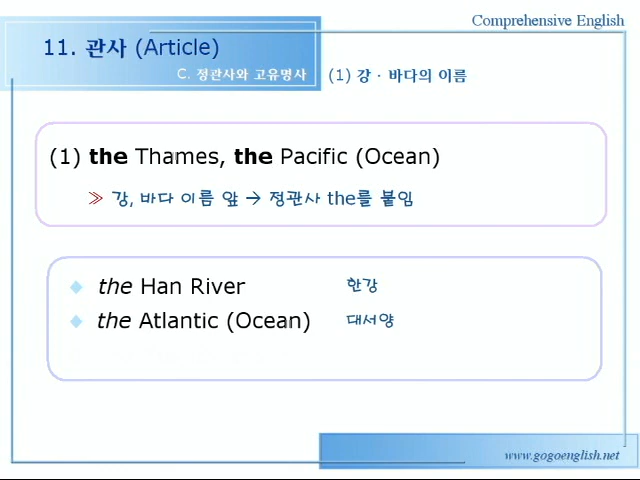 Comprehensive English
11. 관사 (Article)
C. 정관사와 고유명사
(1) 강 · 바다의 이름
(1) the Thames, the Pacific (Ocean)
≫ 강, 바다 이름 앞 → 정관사 the를 붙임
◆ the Han River 한강
◆ the Atlantic (Ocean) 대서양
www.gogoenglish.net